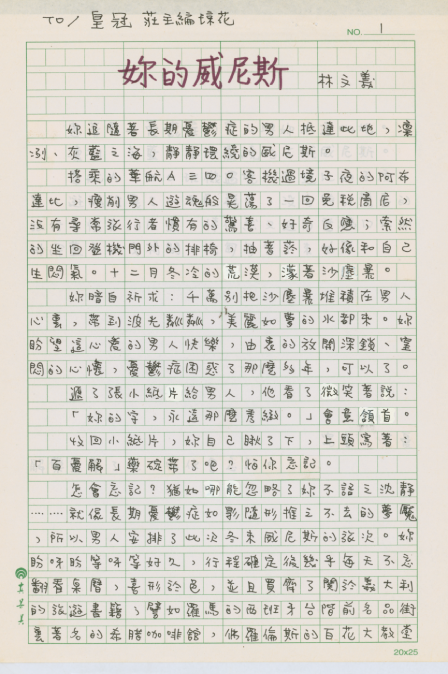 TO/皇冠 莊主編琼花
NO. 1
妳的威尼斯 林文義
妳追隨著長期憂鬱症的男人抵達此地,凜
冽、灰藍之海,靜靜環繞的威尼斯。
搭乘的華航A三四〇客機過境子夜的阿布
達比,瘦削男人遊魂般晃蕩了一回免稅商店,
沒有尋常旅行者慣有的驚喜、好奇反應;索然
的坐回登機門外的排椅,抽著菸,好像和自己
生悶氣。十二月冬冷的荒漠,濛著沙塵暴。
妳暗自祈求:千萬別把沙塵暴堆積在男人
心裏,帶到波光粼粼,美麗如夢的水都來。妳
盼望這心愛的男人快樂,由衷的放開深鎖、窒
悶的心懷,憂鬱症困惑了那麼多年,可以了。
遞了張小紙片給男人,他看了微笑著說:
「妳的字,永遠那麼秀緻。」會意頷首。
收回小紙片,妳自己瞅了下,上頭寫著:
「百憂解」藥碇帶了吧?怕你忘記。
怎會忘記?猶如哪能忽略了妳不語之沈靜
……就像長期憂鬱症如影隨形推之不去的夢魘
,所以男人安排了此次冬末威尼斯的旅次。妳
盼呀盼等呀等好久,行程確定後幾乎每天不忘
翻看桌曆,喜形於色,並且買齊了關於義大利
的旅遊書籍,譬如羅馬的西班牙台階前名品街
裏著名的希臘咖啡館,佛羅倫斯的百花大教堂
20x25